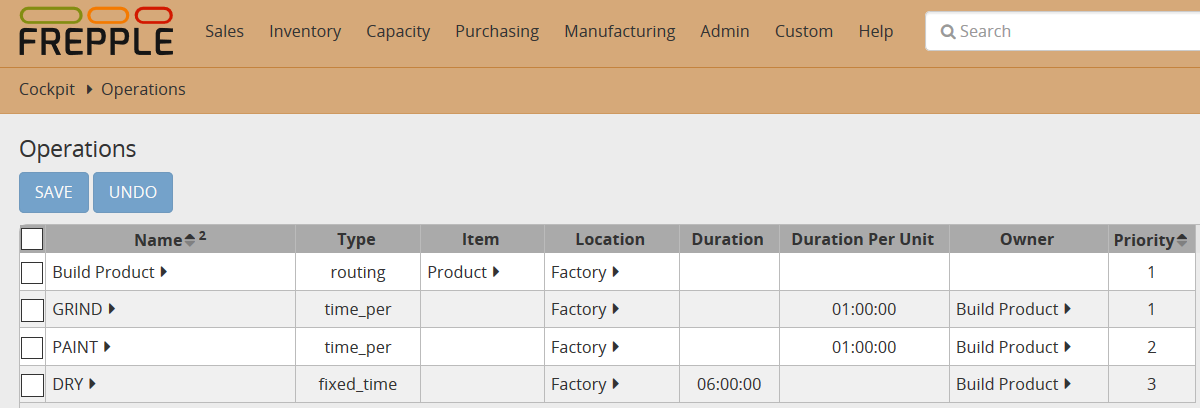 FREPPLE Sales Inventory Capacity Purchasing Manufacturing Admin Custom Help Search
Cockpit Operations
Operations
SAVE UNDO
Name 2 Type Item Location Duration Duration Per Unit Owner Priority
Build Product routing Product Factory 1
GRIND time_per Factory 01:00:00 Build Product 1
PAINT time_per Factory 01:00:00 Build Product 2
DRY fixed_time Factory 06:00:00 Build Product 3